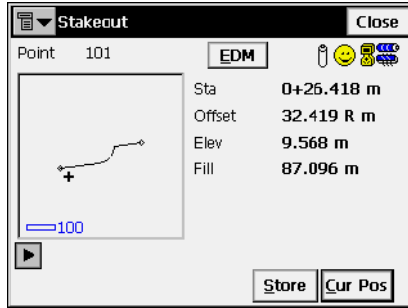 Stakeout Close
Point 101 EDM
Sta 0+26.418 m
Offset 32.419 R m
Elev 9.568 m
Fill 87.096 m
100
Store Cur Pos